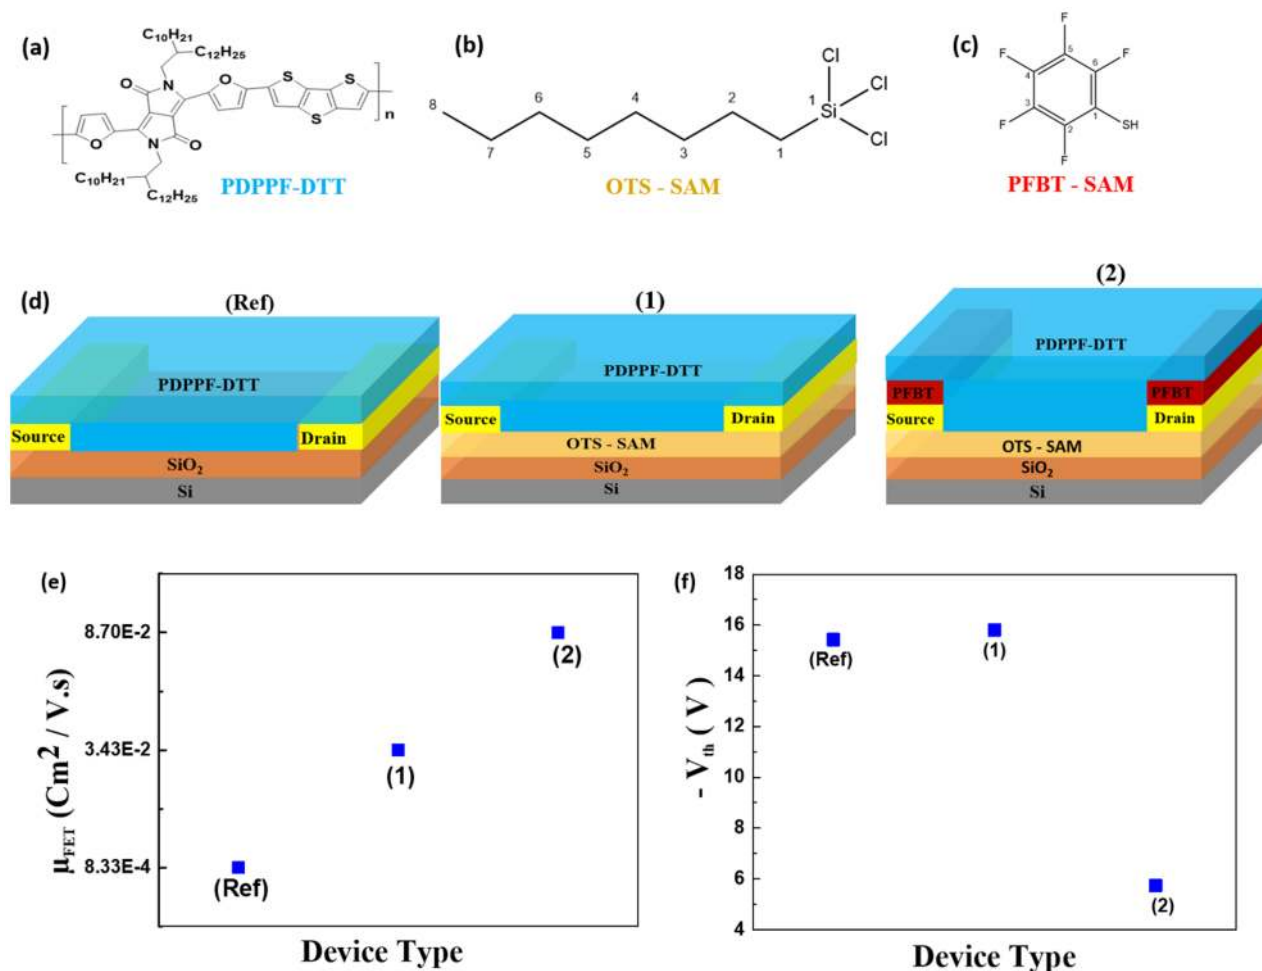 (a)
C10H21
C12H25
O
N
O
S
S
O
N
O
S
n
C10H21
C12H25
PDPPF-DTT
(b)
Cl
Cl
1 Si
Cl
8
6
4
2
7
5
3
1
OTS - SAM
(c)
F
F
5
F
6
4
3
1
2
F
SH
F
PFBT - SAM
(d)
(Ref)
PDPPF-DTT
Source
Drain
SiO2
Si
(1)
PDPPF-DTT
Source
Drain
OTS - SAM
SiO2
Si
(2)
PDPPF-DTT
PFBT
PFBT
Source
Drain
OTS - SAM
SiO2
Si
(e)
μFET (Cm² / V.s)
8.70E-2
3.43E-2
8.33E-4
(Ref)
(1)
(2)
Device Type
(f)
- Vth ( V )
18
16
14
12
10
8
6
4
(Ref)
(1)
(2)
Device Type